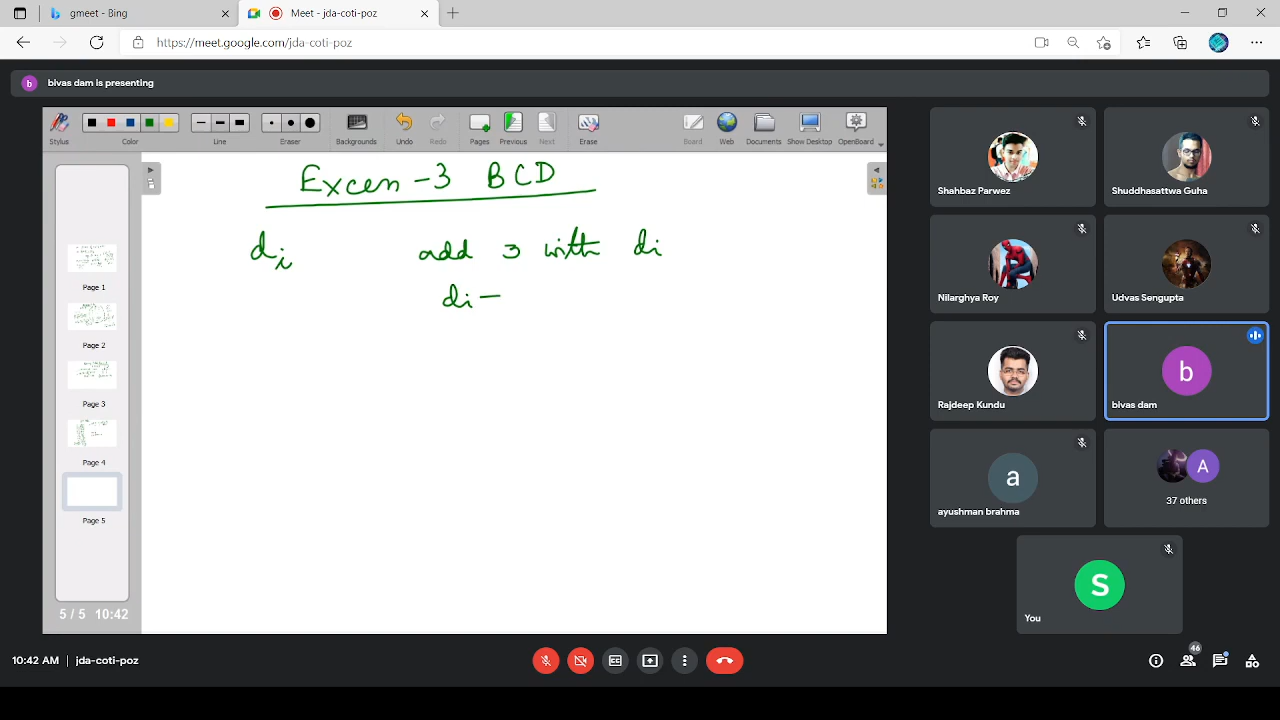 gmeet - Bing
Meet - jda-coti-poz
https://meet.google.com/jda-coti-poz
b
bivas dam is presenting
Stylus
Color
Line
Eraser
Backgrounds
Undo
Redo
Pages
Previous
Next
Erase
Board
Web
Documents
Show Desktop
OpenBoard
Excen - 3 BCD
di add 3 with di
di -
Page 1
Page 2
Page 3
Page 4
Page 5
5 / 5 10:42
Shahbaz Parwez
Shuddhasattwa Guha
Nilarghya Roy
Udvas Sengupta
Rajdeep Kundu
b
bivas dam
a
ayushman brahma
A
37 others
S
You
10:42 AM | jda-coti-poz
46